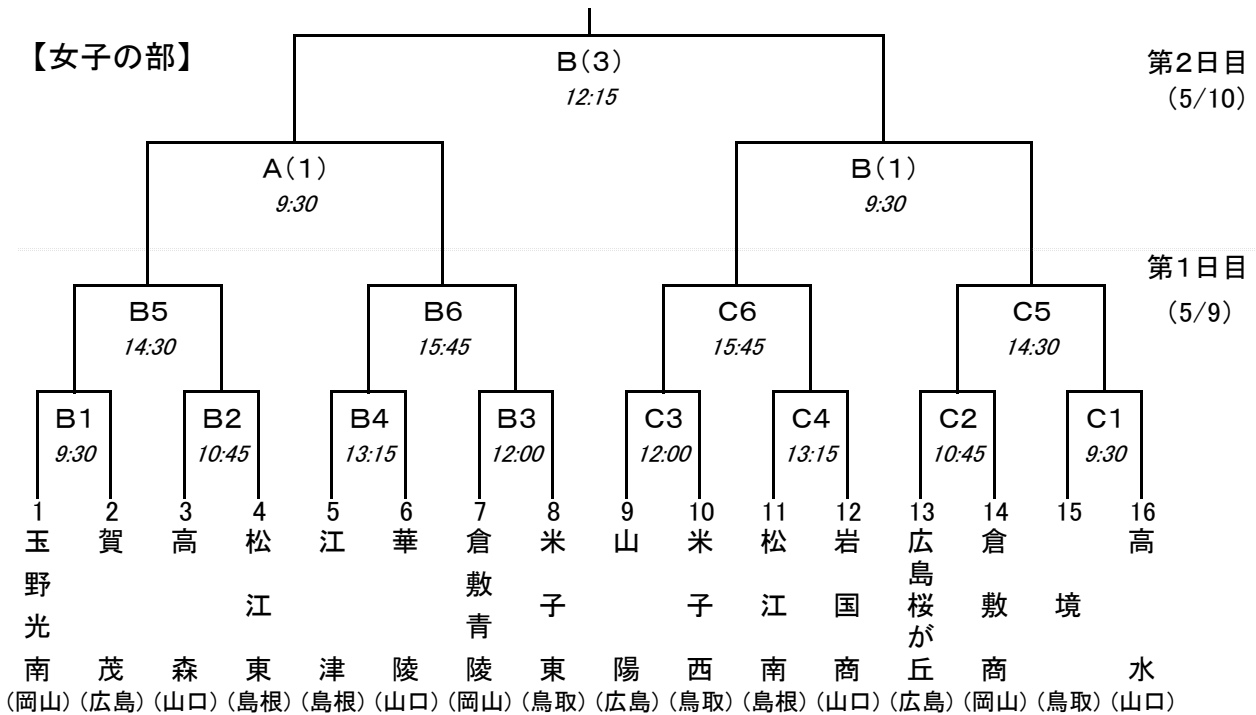 【女子の部】
B(3)
12:15
第2日目
(5/10)
A(1)
9:30
B(1)
9:30
第1日目
(5/9)
B5
14:30
B6
15:45
C6
15:45
C5
14:30
B1
9:30
B2
10:45
B4
13:15
B3
12:00
C3
12:00
C4
13:15
C2
10:45
C1
9:30
1
玉野光南
(岡山)
2
賀茂
(広島)
3
高森
(山口)
4
松江東
(島根)
5
江津
(島根)
6
華陵
(山口)
7
倉敷青陵
(岡山)
8
米子東
(鳥取)
9
山陽
(広島)
10
米子西
(鳥取)
11
松江南
(島根)
12
岩国商
(山口)
13
広島桜が丘
(広島)
14
倉敷商
(岡山)
15
境
(鳥取)
16
高水
(山口)